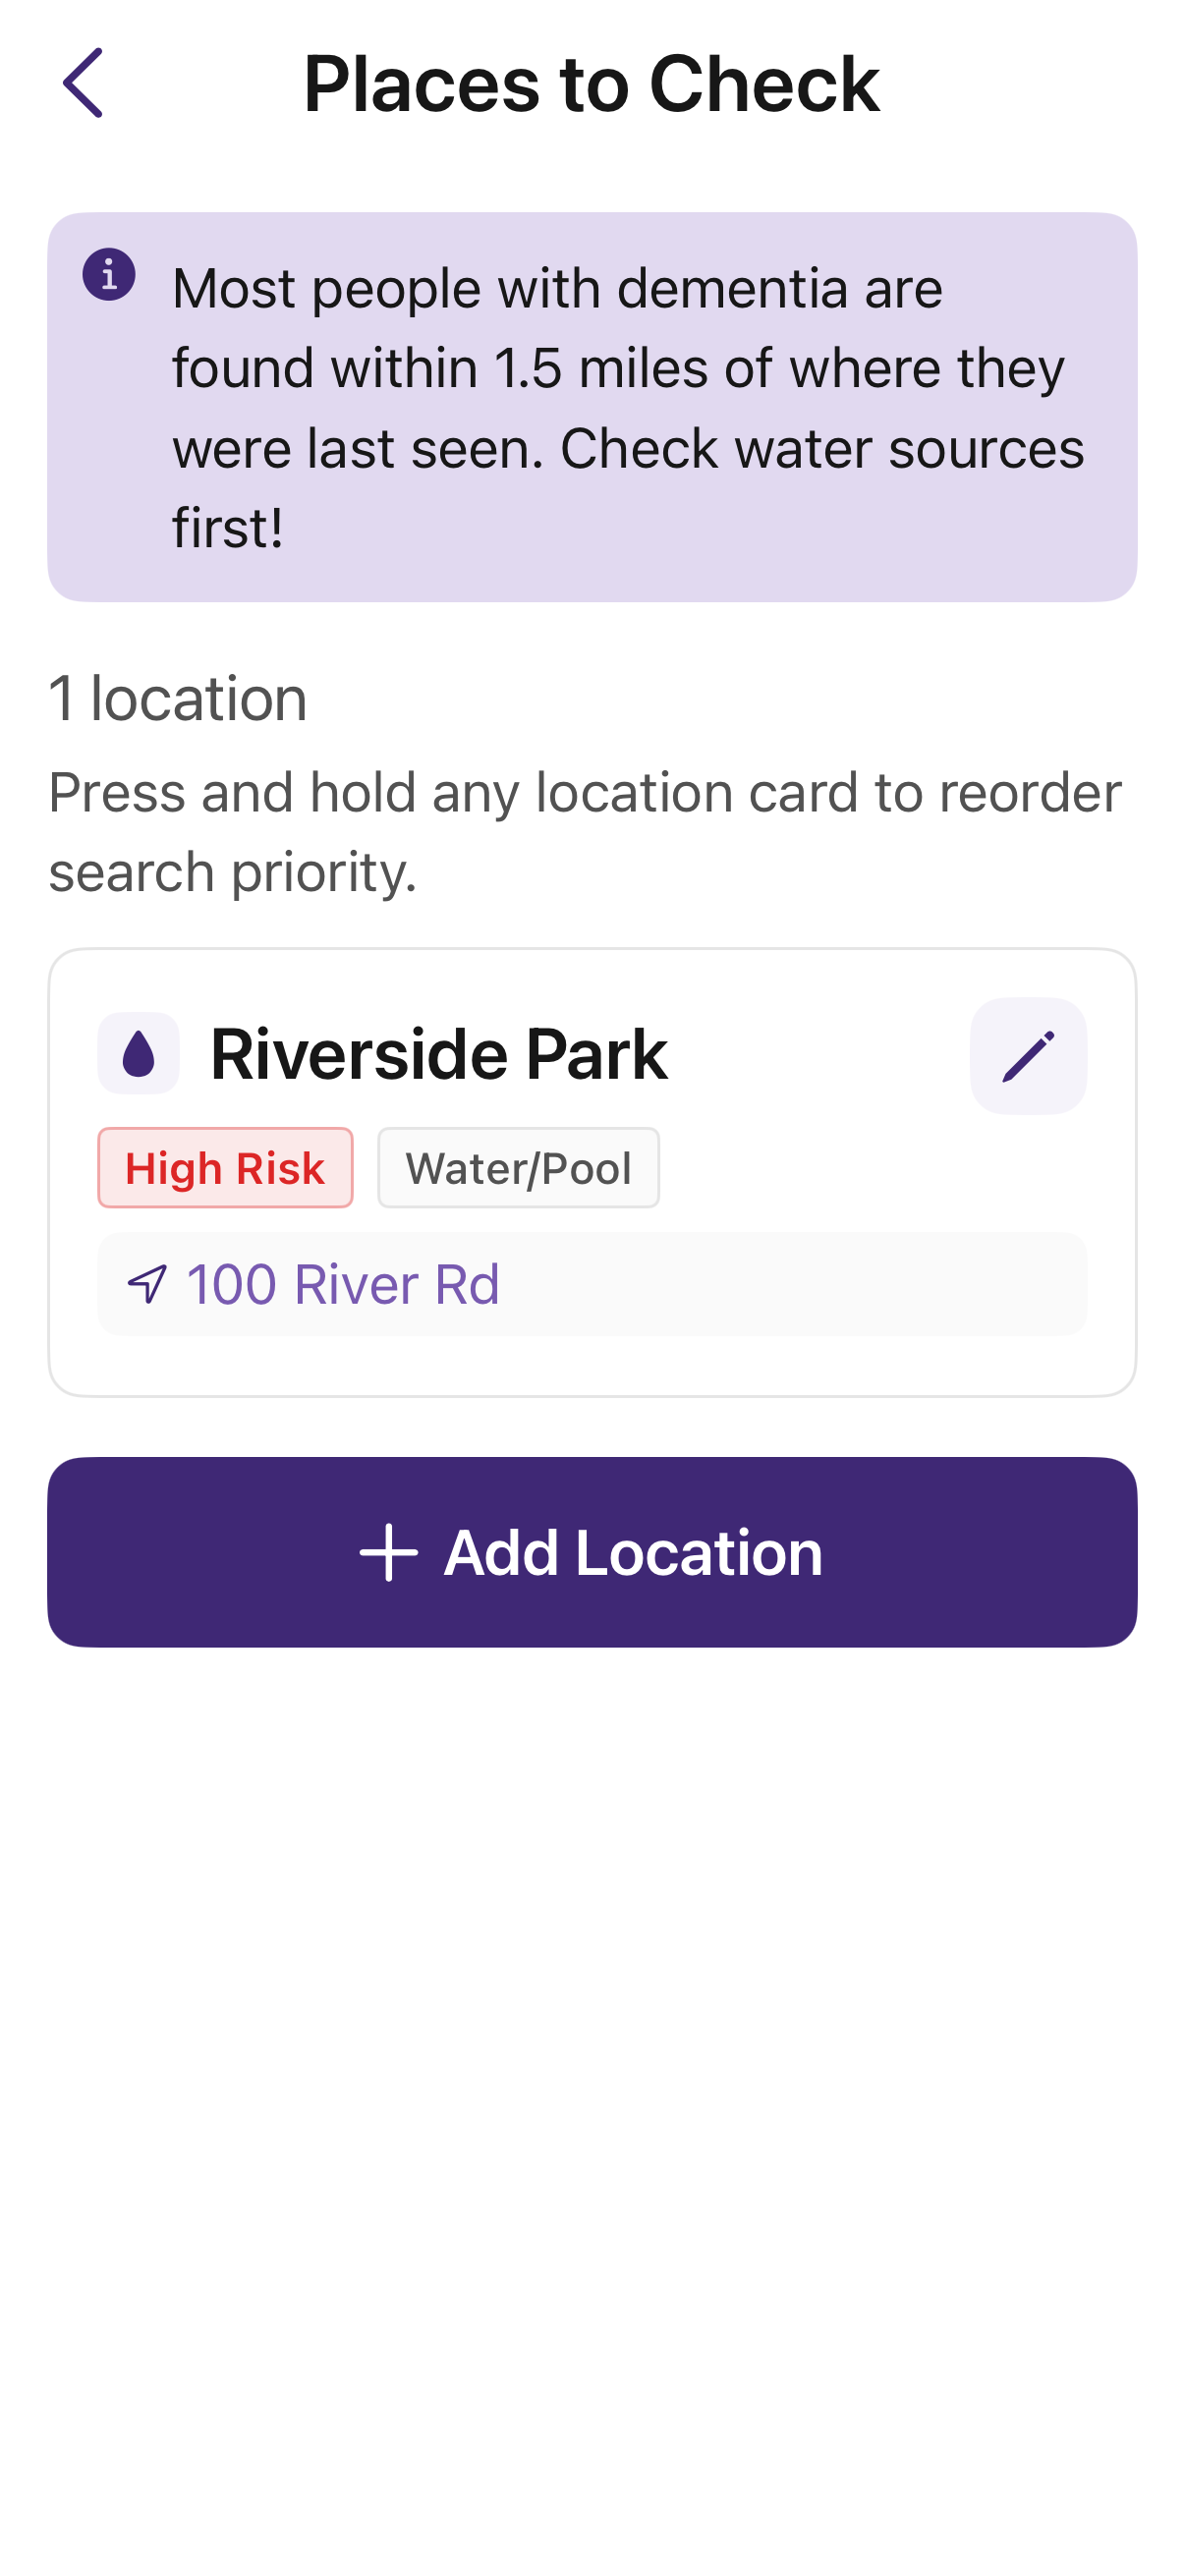 Places to Check
Most people with dementia are
found within 1.5 miles of where they
were last seen. Check water sources
first!
1 location
Press and hold any location card to reorder
search priority.
Riverside Park
High Risk
Water/Pool
100 River Rd
Add Location